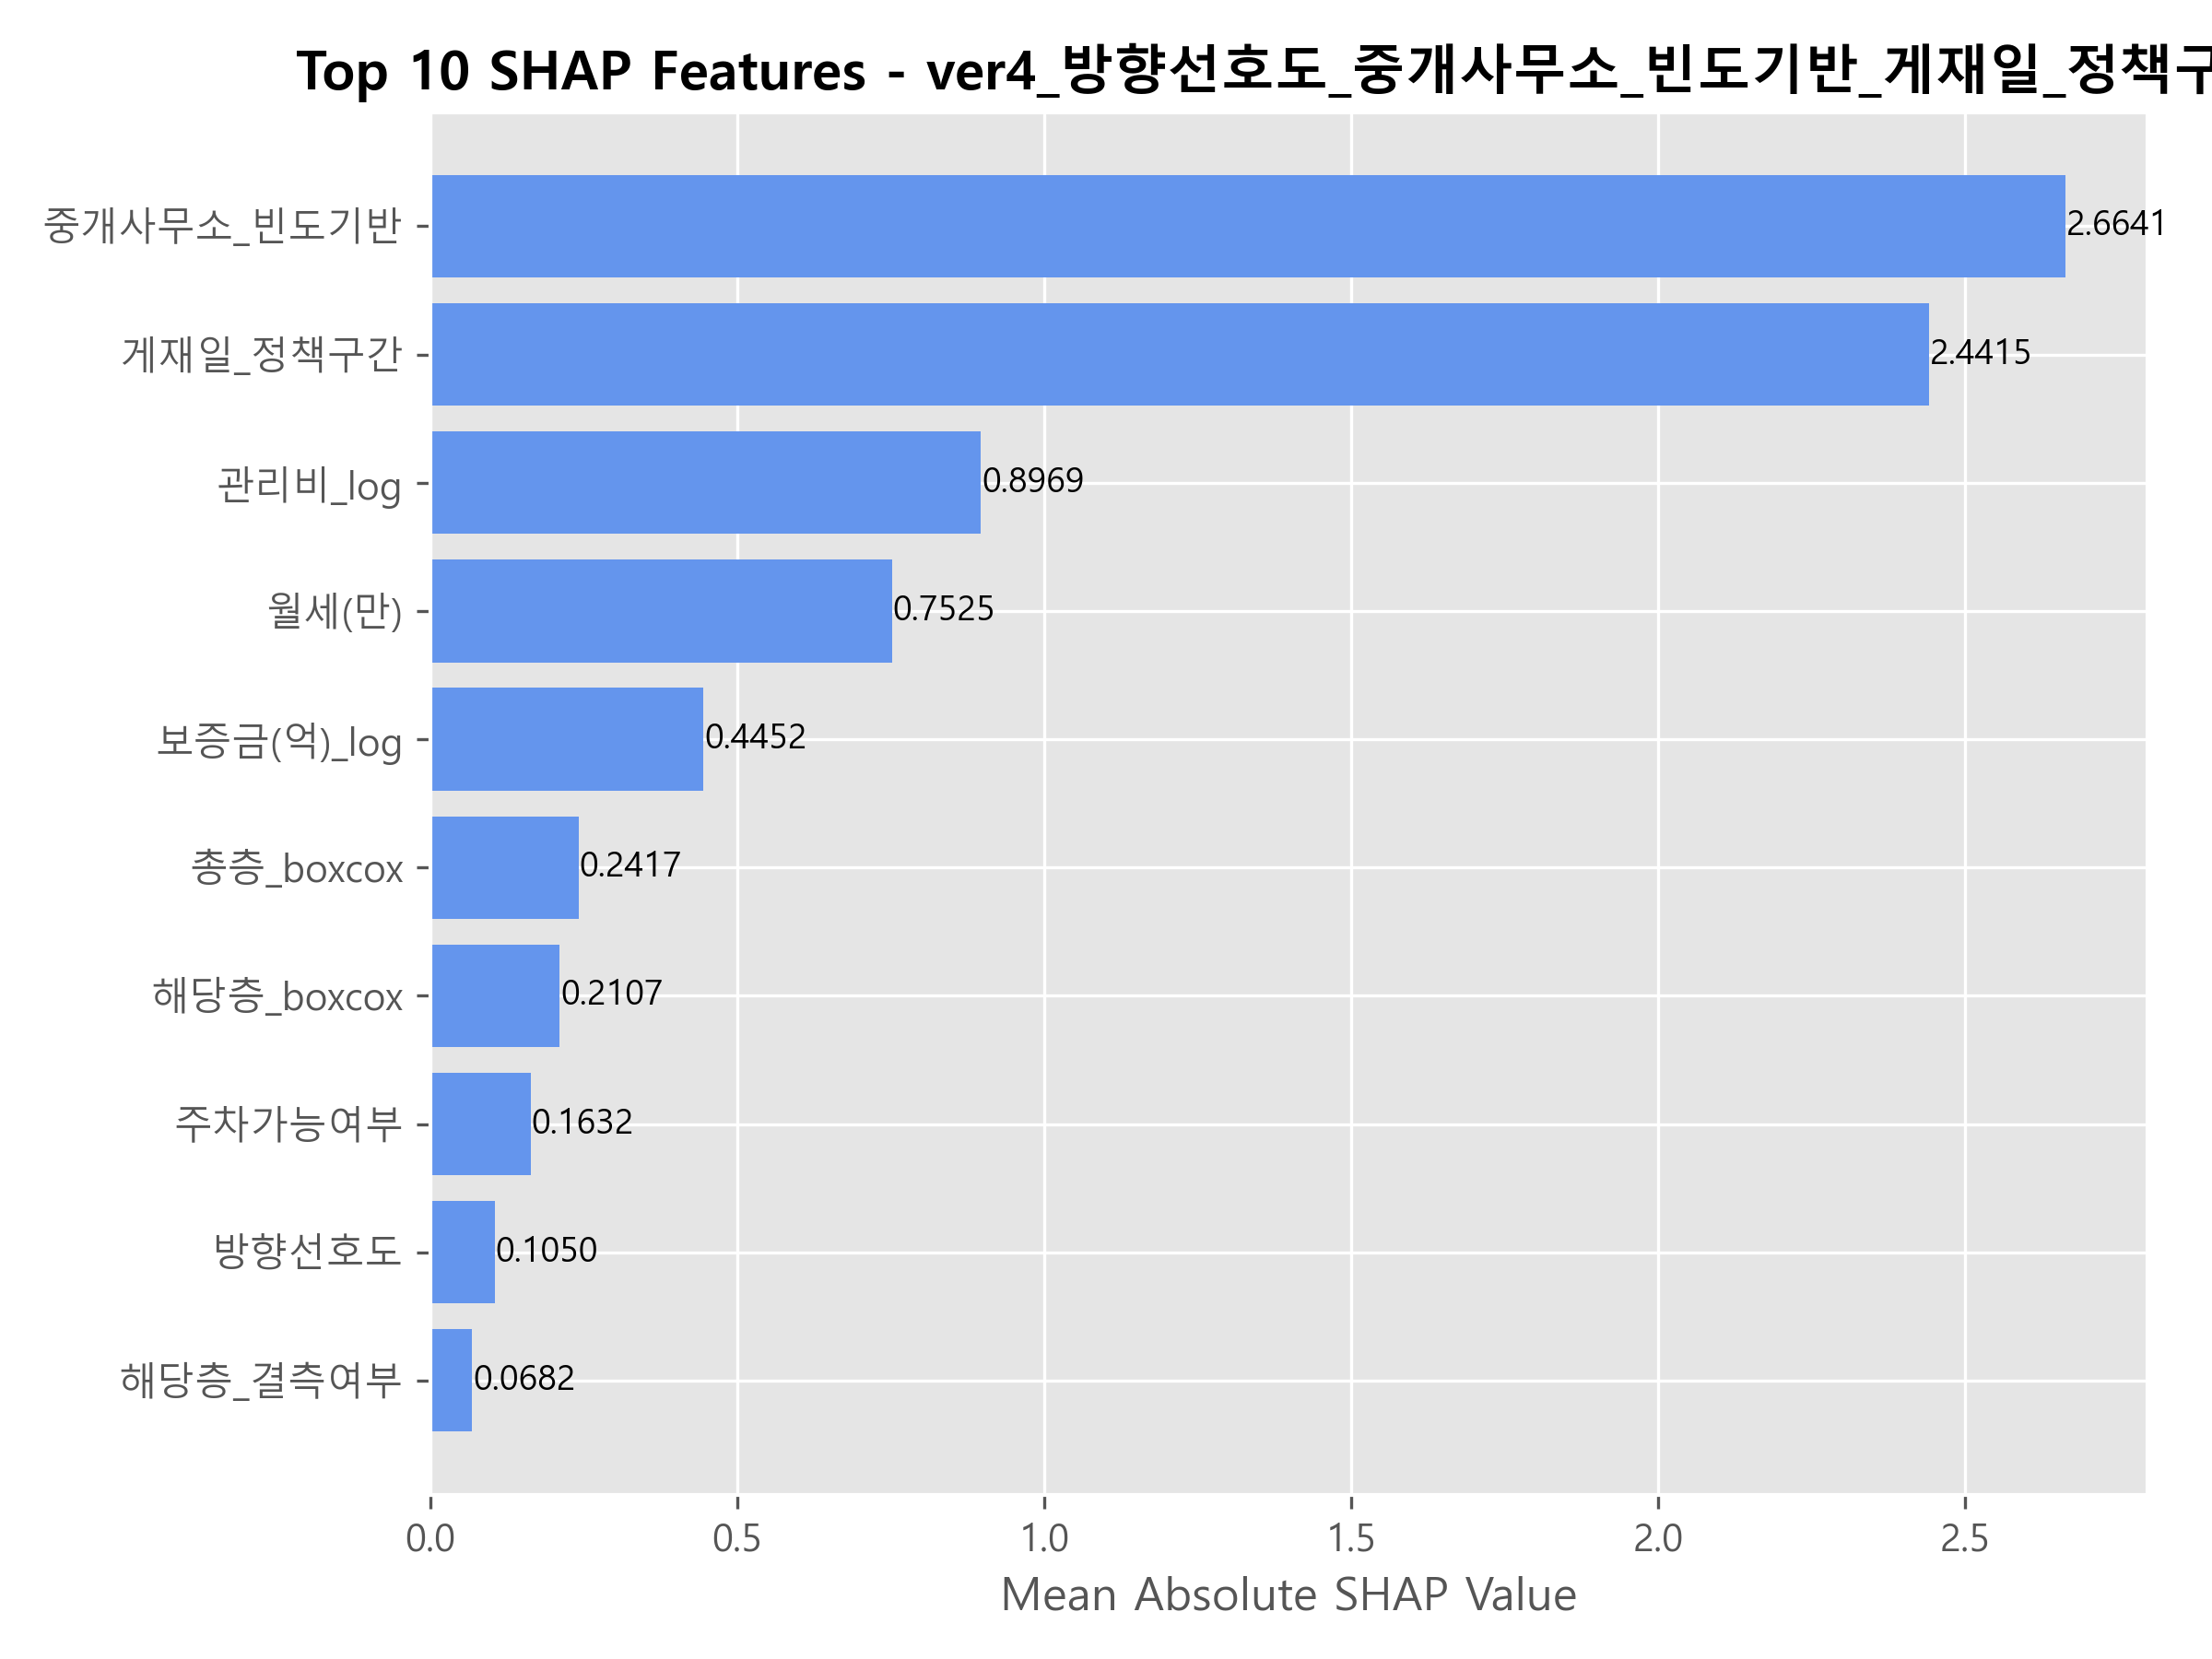 Top 10 SHAP Features - ver4_방향선호도_중개사무소_빈도기반_게재일_정책구
중개사무소_빈도기반 2.6641
게재일_정책구간 2.4415
관리비_log 0.8969
월세(만) 0.7525
보증금(억)_log 0.4452
총층_boxcox 0.2417
해당층_boxcox 0.2107
주차가능여부 0.1632
방향선호도 0.1050
해당층_결측여부 0.0682
0.0 0.5 1.0 1.5 2.0 2.5
Mean Absolute SHAP Value